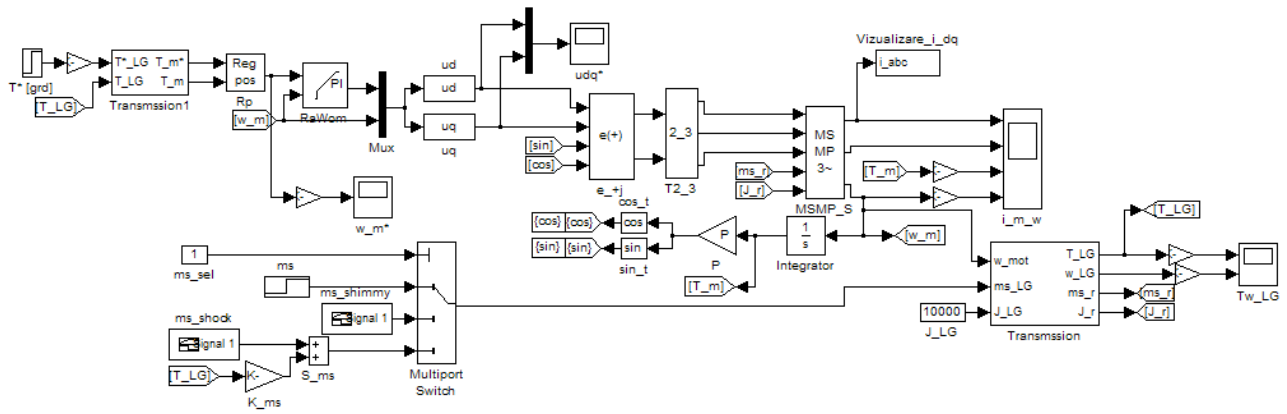 T* [grd]
T*_LG T_m*
T_LG T_m
Transmssion1
[T_LG]
Reg
pos
Rp
[w_m]
PI
RaWom
Mux
ud
ud
uq
uq
udq*
[sin]
[cos]
e(+)
e_+j
2_3
T2_3
[ms_r]
[J_r]
MS
MP
3~
MSMP_S
Vizualizare_i_dq
i_abc
[T_m]
i_m_w
w_m*
{cos}
{cos}
cos_t
cos
{sin}
{sin}
sin
sin_t
P
P
[T_m]
1
s
Integrator
[w_m]
[T_LG]
1
ms_sel
ms
ms_shimmy
signal 1
ms_shock
signal 1
[T_LG]
K-
K_ms
+
+
S_ms
Multiport
Switch
10000
J_LG
w_mot
ms_LG
J_LG
T_LG
w_LG
ms_r
J_r
Transmssion
[ms_r]
[J_r]
Tw_LG